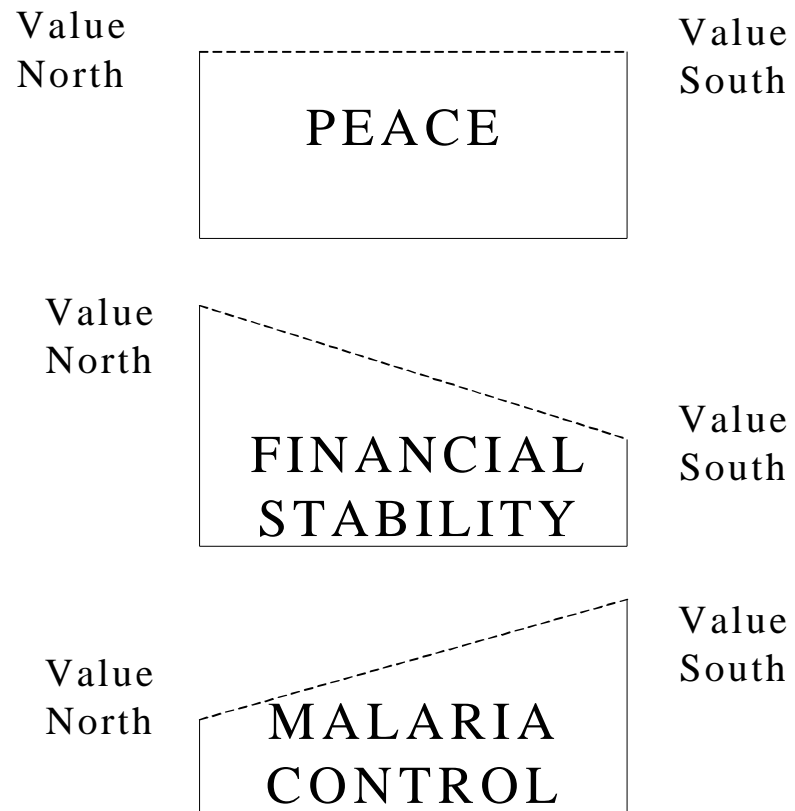 Value
North
Value
South
PEACE
Value
North
Value
South
FINANCIAL
STABILITY
Value
South
Value
North
MALARIA
CONTROL